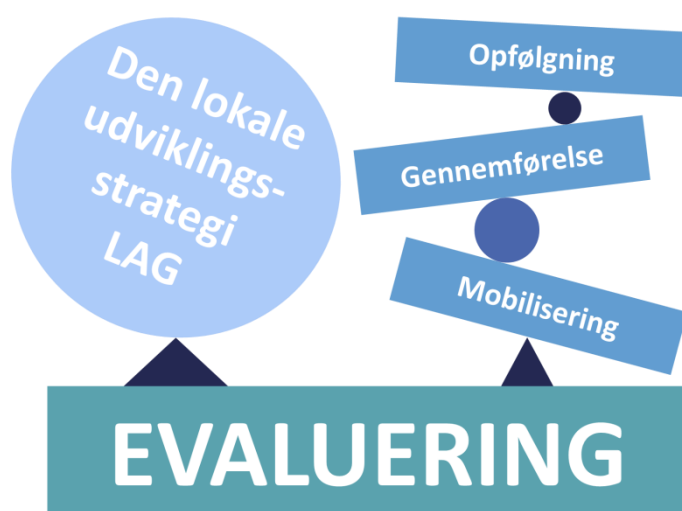 Den lokale
udviklings-
strategi
LAG
Opfølgning
Gennemførelse
Mobilisering
EVALUERING